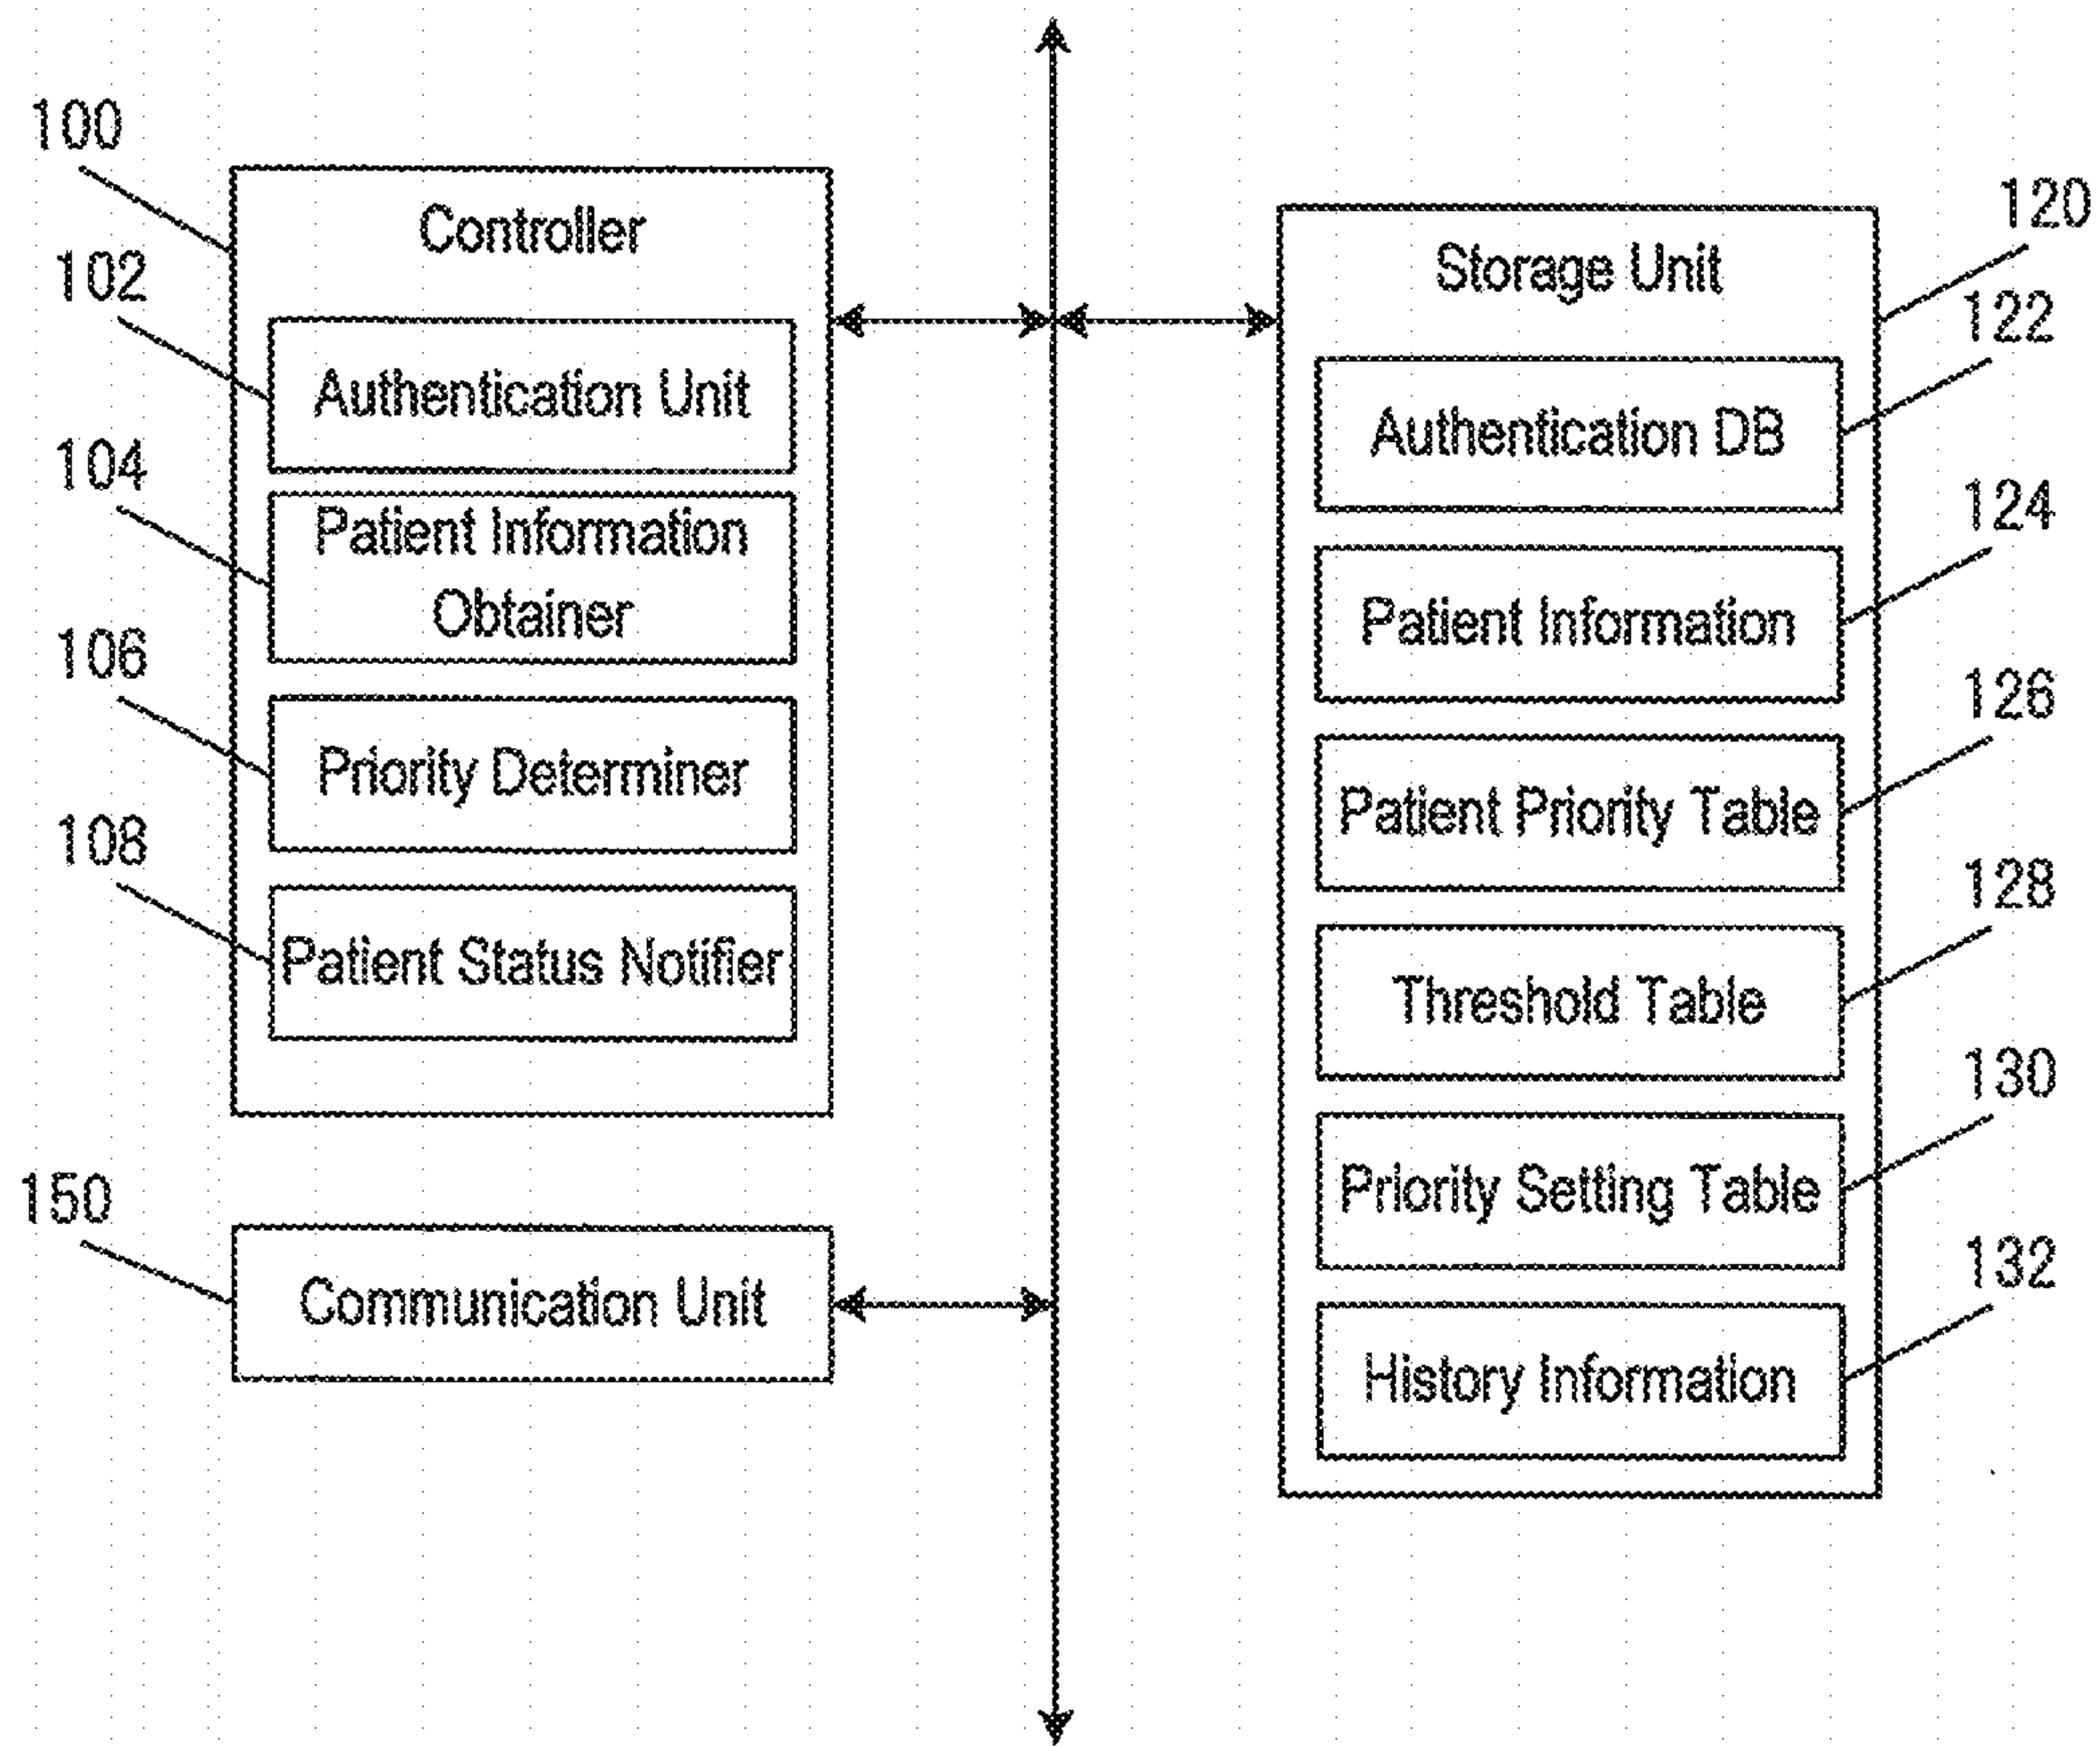 100
Controller
102
Authentication Unit
104
Patient Information
Obtainer
106
Priority Determiner
108
Patient Status Notifier
150
Communication Unit
120
Storage Unit
122
Authentication DB
124
Patient Information
126
Patient Priority Table
128
Threshold Table
130
Priority Setting Table
132
History Information